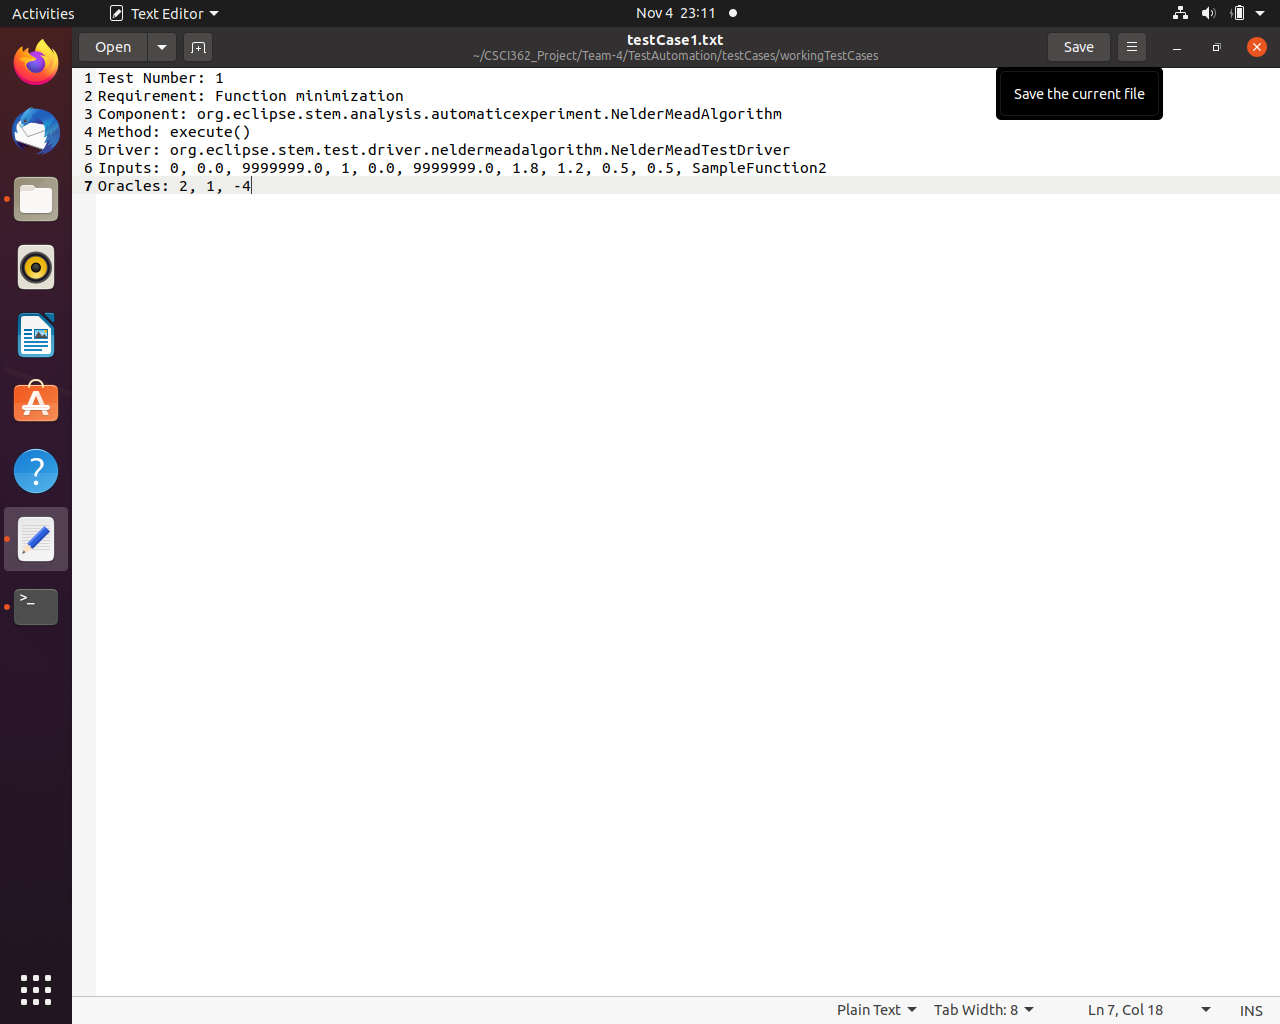 Activities Text Editor Nov 4 23:11
Open testCase1.txt Save
~/CSCI362_Project/Team-4/TestAutomation/testCases/workingTestCases
1 Test Number: 1
Save the current file
2 Requirement: Function minimization
3 Component: org.eclipse.stem.analysis.automaticexperiment.NelderMeadAlgorithm
4 Method: execute()
5 Driver: org.eclipse.stem.test.driver.neldermeadalgorithm.NelderMeadTestDriver
6 Inputs: 0, 0.0, 9999999.0, 1, 0.0, 9999999.0, 1.8, 1.2, 0.5, 0.5, SampleFunction2
7 Oracles: 2, 1, -4
Plain Text Tab Width: 8 Ln 7, Col 18 INS